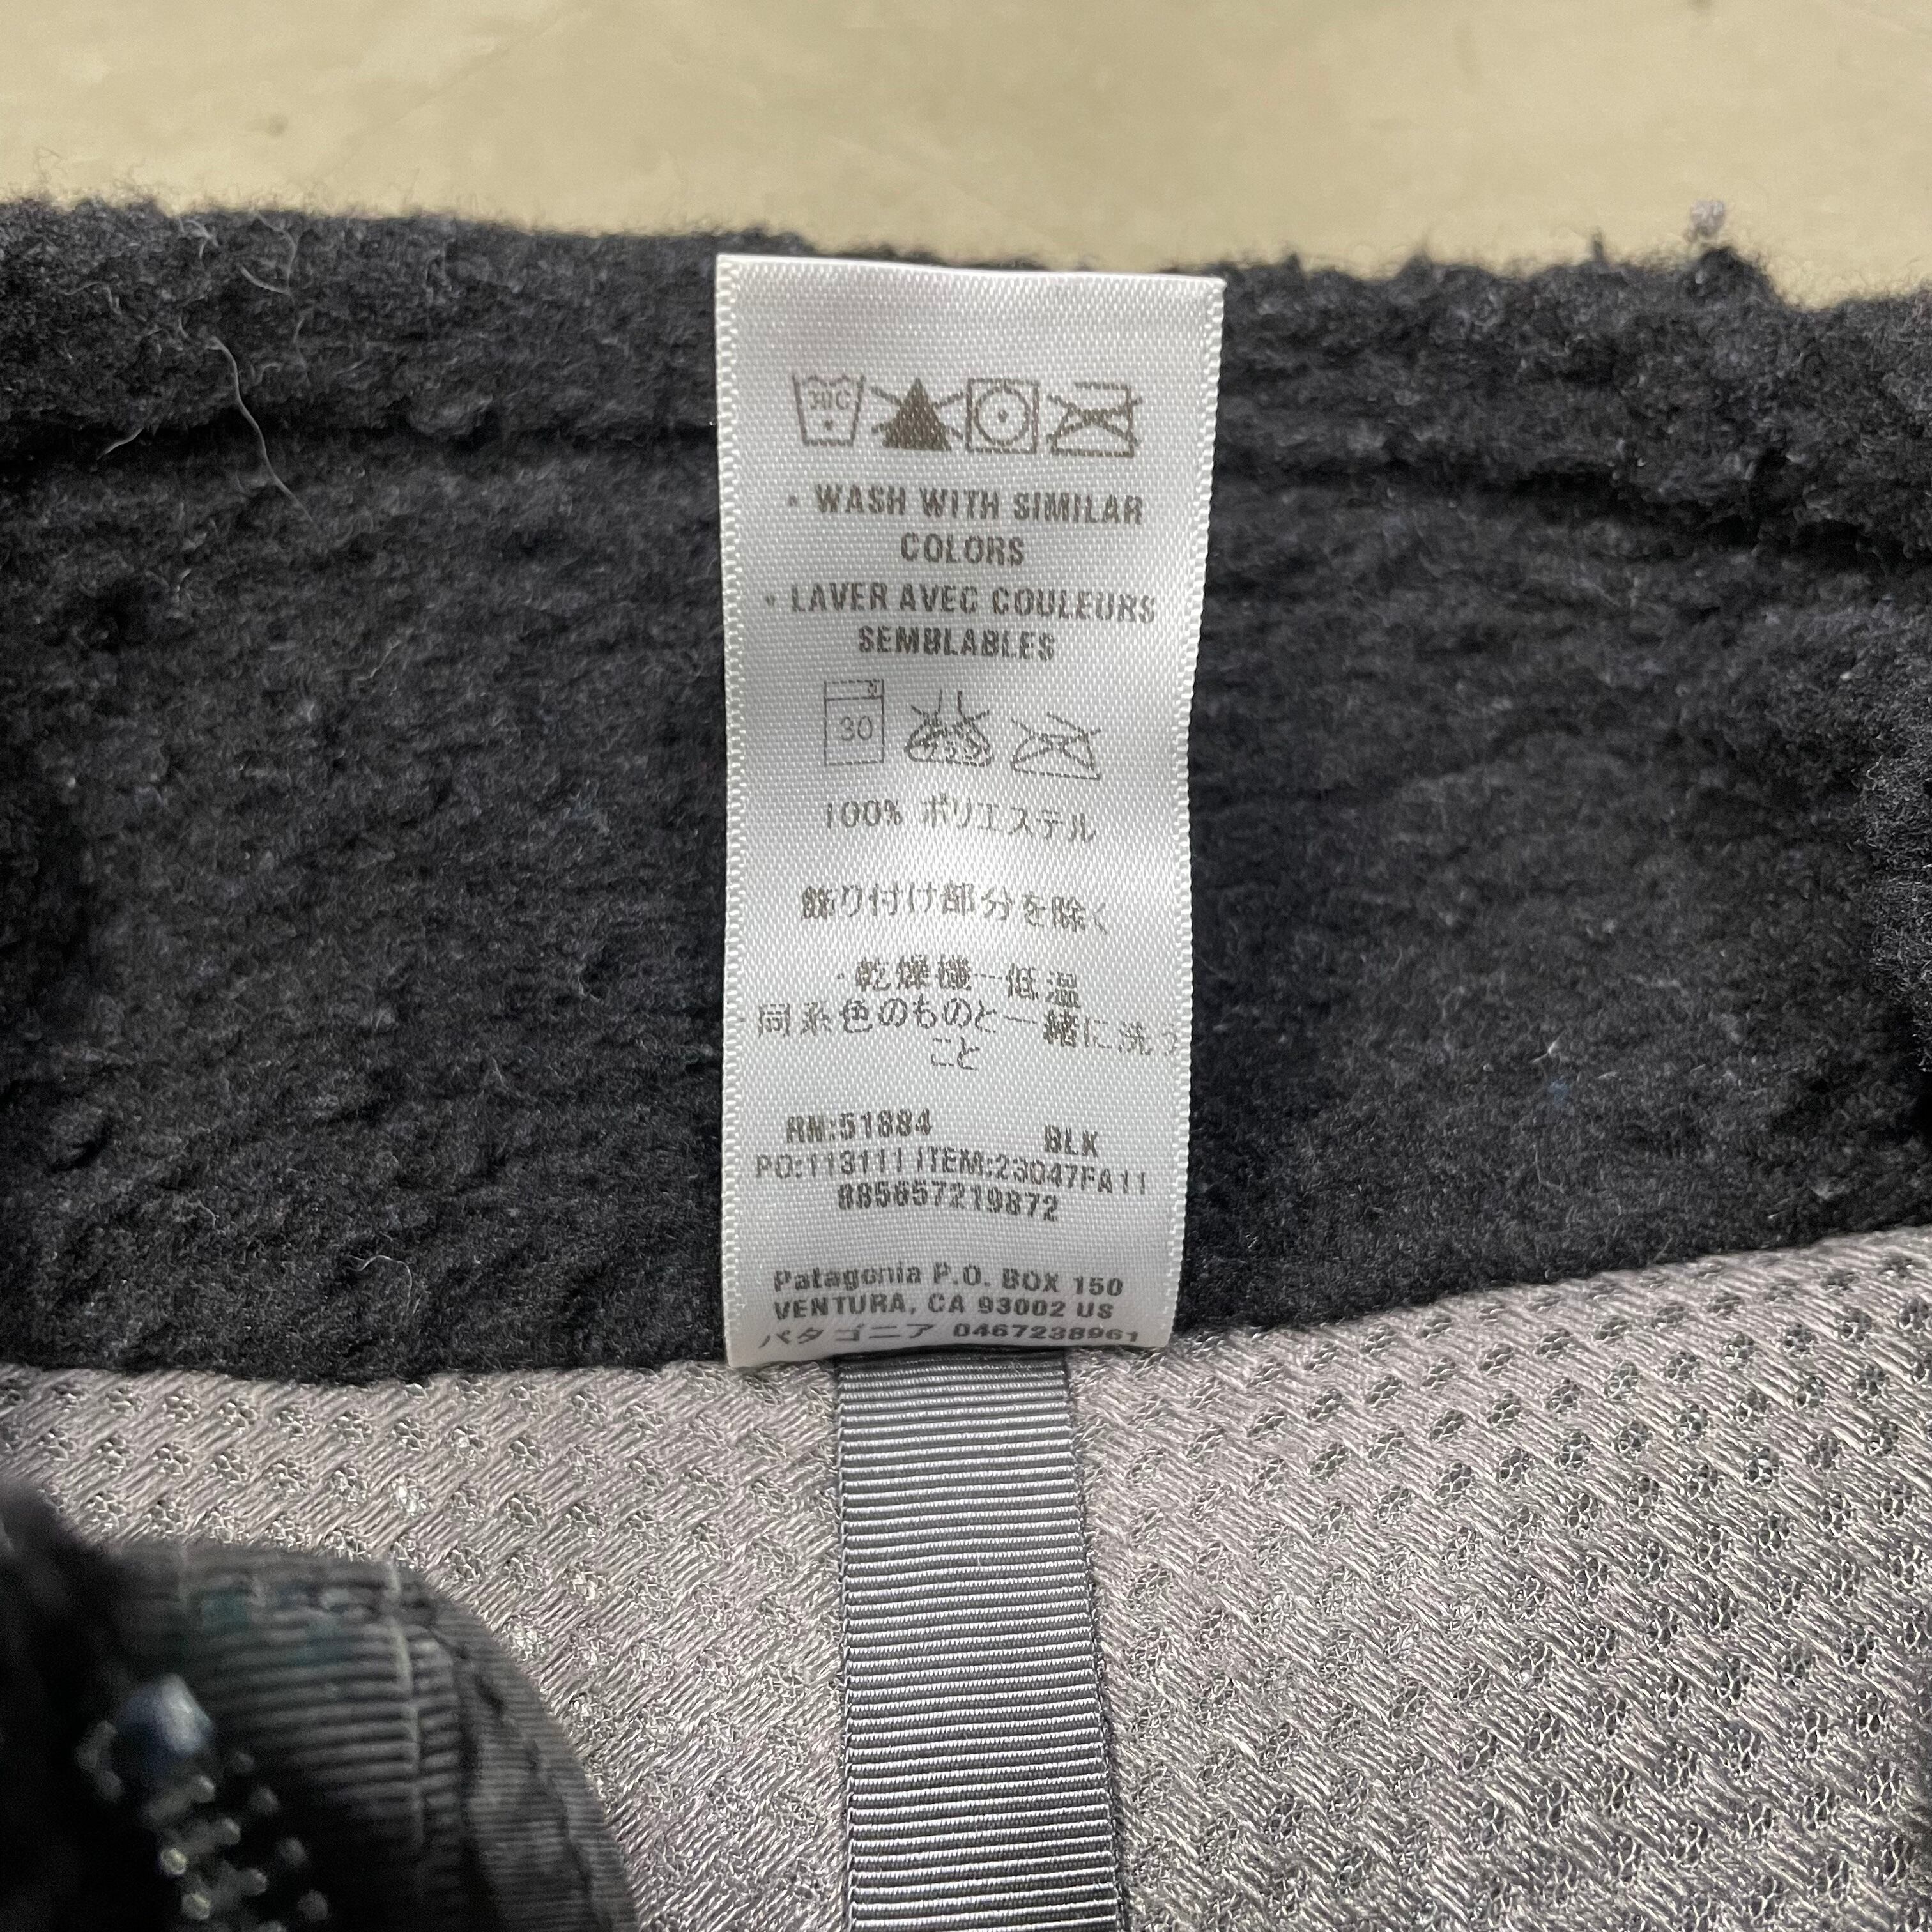 30C
• WASH WITH SIMILAR
COLORS
• LAVER AVEC COULEURS
SEMBLABLES
30
100% ポリエステル
飾り付け部分を除く
・乾燥機--低温
・同系色のものと一緒に洗う
こと
RN:51884 BLK
PO:113111 ITEM:23047FA11
885657219872
Patagonia P.O. BOX 150
VENTURA, CA 93002 US
パタゴニア 0467238961